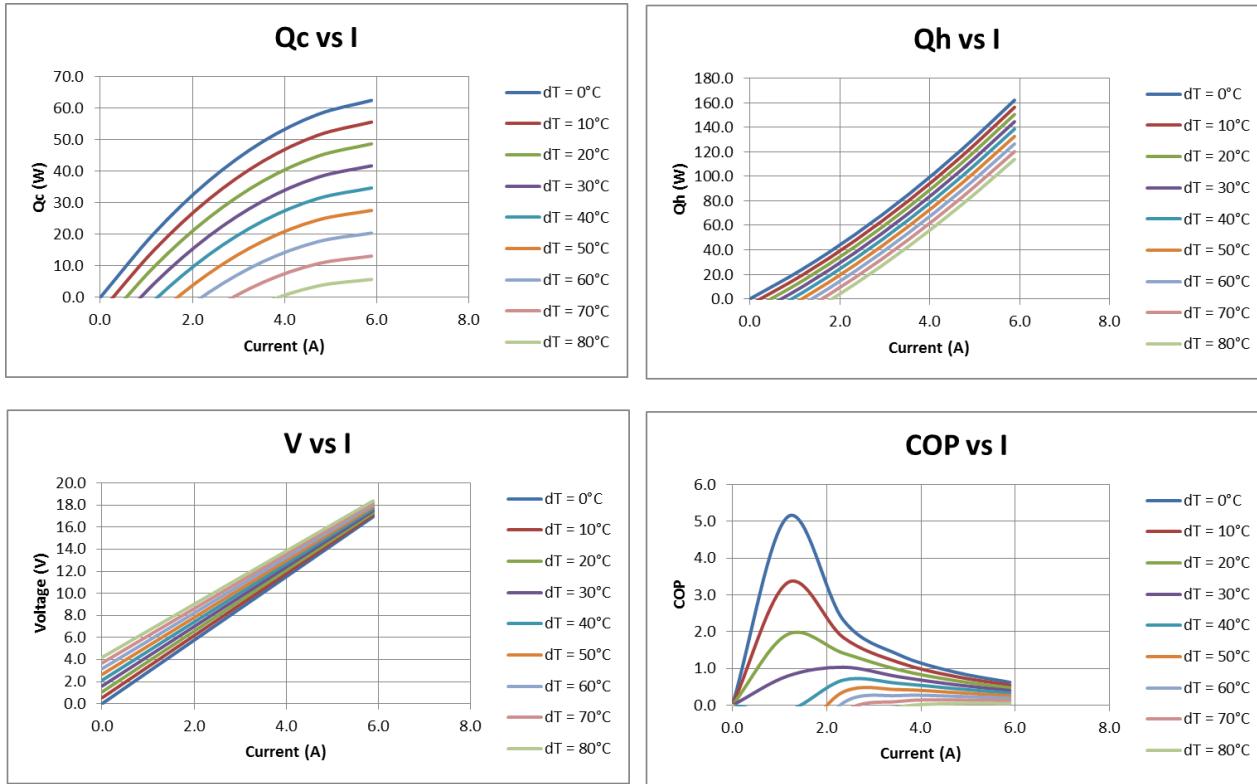 Qc vs I
70.0
60.0
50.0
40.0
30.0
20.0
10.0
0.0
Qc (W)
0.0 2.0 4.0 6.0 8.0
Current (A)
dT = 0°C
dT = 10°C
dT = 20°C
dT = 30°C
dT = 40°C
dT = 50°C
dT = 60°C
dT = 70°C
dT = 80°C
Qh vs I
180.0
160.0
140.0
120.0
100.0
80.0
60.0
40.0
20.0
0.0
Qh (W)
0.0 2.0 4.0 6.0 8.0
Current (A)
dT = 0°C
dT = 10°C
dT = 20°C
dT = 30°C
dT = 40°C
dT = 50°C
dT = 60°C
dT = 70°C
dT = 80°C
V vs I
20.0
18.0
16.0
14.0
12.0
10.0
8.0
6.0
4.0
2.0
0.0
Voltage (V)
0.0 2.0 4.0 6.0 8.0
Current (A)
dT = 0°C
dT = 10°C
dT = 20°C
dT = 30°C
dT = 40°C
dT = 50°C
dT = 60°C
dT = 70°C
dT = 80°C
COP vs I
6.0
5.0
4.0
3.0
2.0
1.0
0.0
COP
0.0 2.0 4.0 6.0 8.0
Current (A)
dT = 0°C
dT = 10°C
dT = 20°C
dT = 30°C
dT = 40°C
dT = 50°C
dT = 60°C
dT = 70°C
dT = 80°C